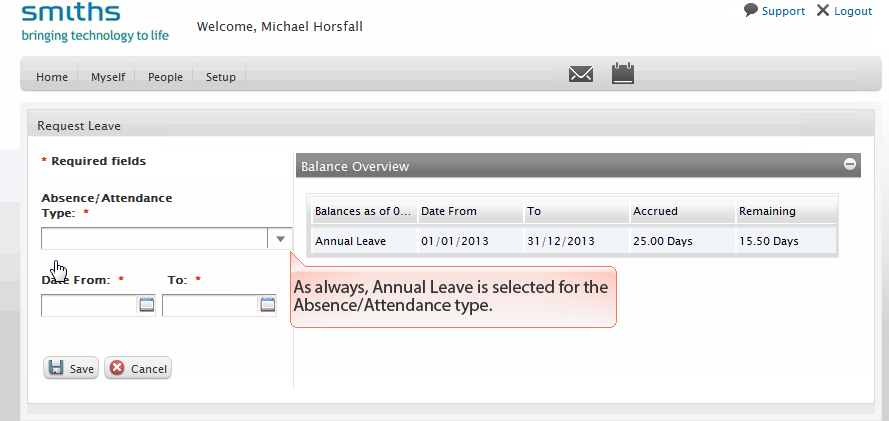 smiths
bringing technology to life
Welcome, Michael Horsfall
Support Logout
Home Myself People Setup
Request Leave
* Required fields
Absence/Attendance
Type: *
Date From: * To: *
Save Cancel
Balance Overview
Balances as of 0... Date From To Accrued Remaining
Annual Leave 01/01/2013 31/12/2013 25.00 Days 15.50 Days
As always, Annual Leave is selected for the
Absence/Attendance type.